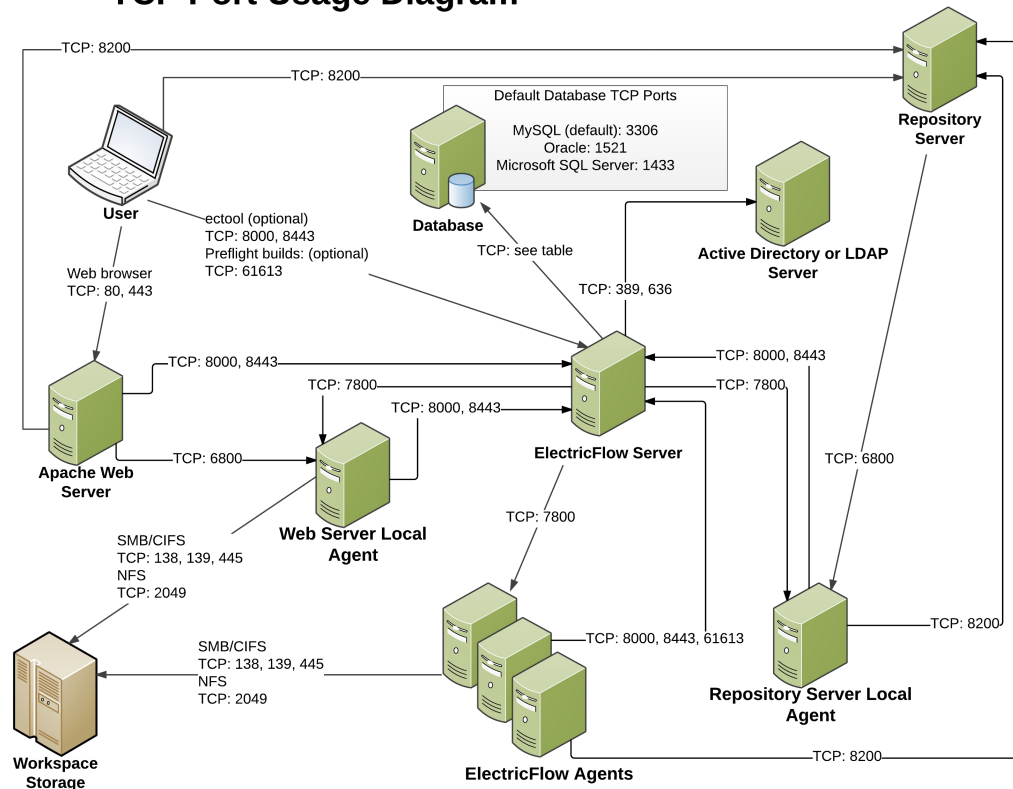 TCP Port Usage Diagram
TCP: 8200
TCP: 8200
Repository
Server
Default Database TCP Ports
MySQL (default): 3306
Oracle: 1521
Microsoft SQL Server: 1433
User
Database
ectool (optional)
TCP: 8000, 8443
Preflight builds: (optional)
TCP: 61613
TCP: see table
Active Directory or LDAP
Server
Web browser
TCP: 80, 443
TCP: 389, 636
TCP: 8000, 8443
TCP: 8000, 8443
TCP: 7800
TCP: 7800
TCP: 8000, 8443
ElectricFlow Server
TCP: 6800
TCP: 6800
Apache Web
Server
Web Server Local
Agent
TCP: 7800
SMB/CIFS
TCP: 138, 139, 445
NFS
TCP: 2049
TCP: 8000, 8443, 61613
TCP: 8200
SMB/CIFS
TCP: 138, 139, 445
NFS
TCP: 2049
Repository Server Local
Agent
TCP: 8200
Workspace
Storage
ElectricFlow Agents